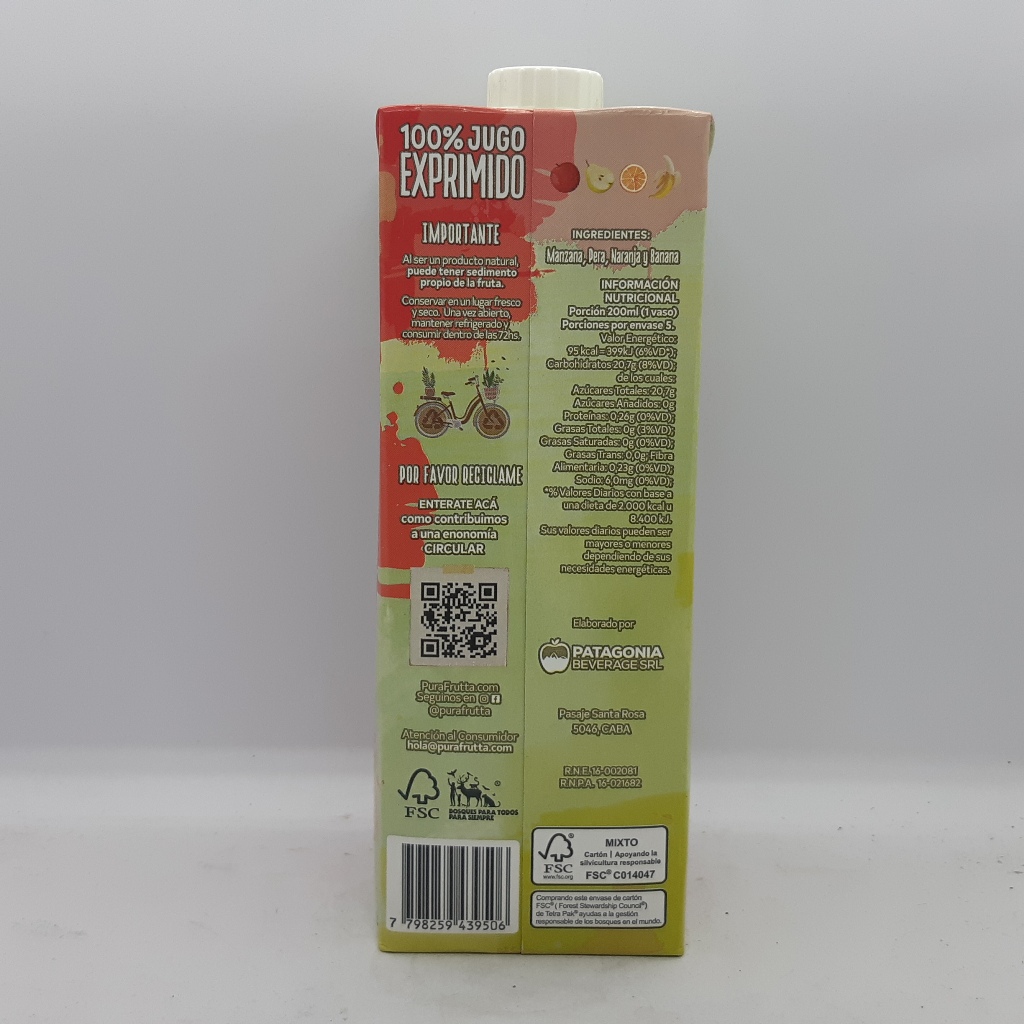 100% JUGO
EXPRIMIDO
IMPORTANTE
Al ser un producto natural,
puede tener sedimento
propio de la fruta.
Conservar en un lugar fresco
y seco. Una vez abierto,
mantener refrigerado y
consumir dentro de las 72hs.
POR FAVOR RECICLAME
ENTERATE ACÁ
como contribuimos
a una enonomía
CIRCULAR
PuraFrutta.com
Seguinos en
@purafrutta
Atención al Consumidor
hola@purafrutta.com
FSC
®
BOSQUES PARA TODOS
PARA SIEMPRE
7 798259 439506
INGREDIENTES:
Manzana, Pera, Naranja y Banana
INFORMACIÓN
NUTRICIONAL
Porción 200ml (1 vaso)
Porciones por envase 5.
Valor Energético:
95 kcal = 399kJ (6%VD*);
Carbohidratos 20,7g (8%VD);
de los cuales:
Azúcares Totales: 20,7g
Azúcares Añadidos: 0g
Proteínas: 0,26g (0%VD);
Grasas Totales: 0g (3%VD);
Grasas Saturadas: 0g (0%VD);
Grasas Trans: 0,0g; Fibra
Alimentaria: 0,23g (0%VD);
Sodio: 6,0mg (0%VD);
*% Valores Diarios con base a
una dieta de 2.000 kcal u
8.400 kJ.
Sus valores diarios pueden ser
mayores o menores
dependiendo de sus
necesidades energéticas.
Elaborado por
PATAGONIA
BEVERAGE SRL
Pasaje Santa Rosa
5046, CABA
R.N.E. 16-002081
R.N.P.A. 16-021682
FSC
www.fsc.org
MIXTO
Cartón | Apoyando la
silvicultura responsable
FSC® C014047
Comprando este envase de cartón
FSC® ( Forest Stewardship Council®)
de Tetra Pak® ayudas a la gestión
responsable de los bosques en el mundo.